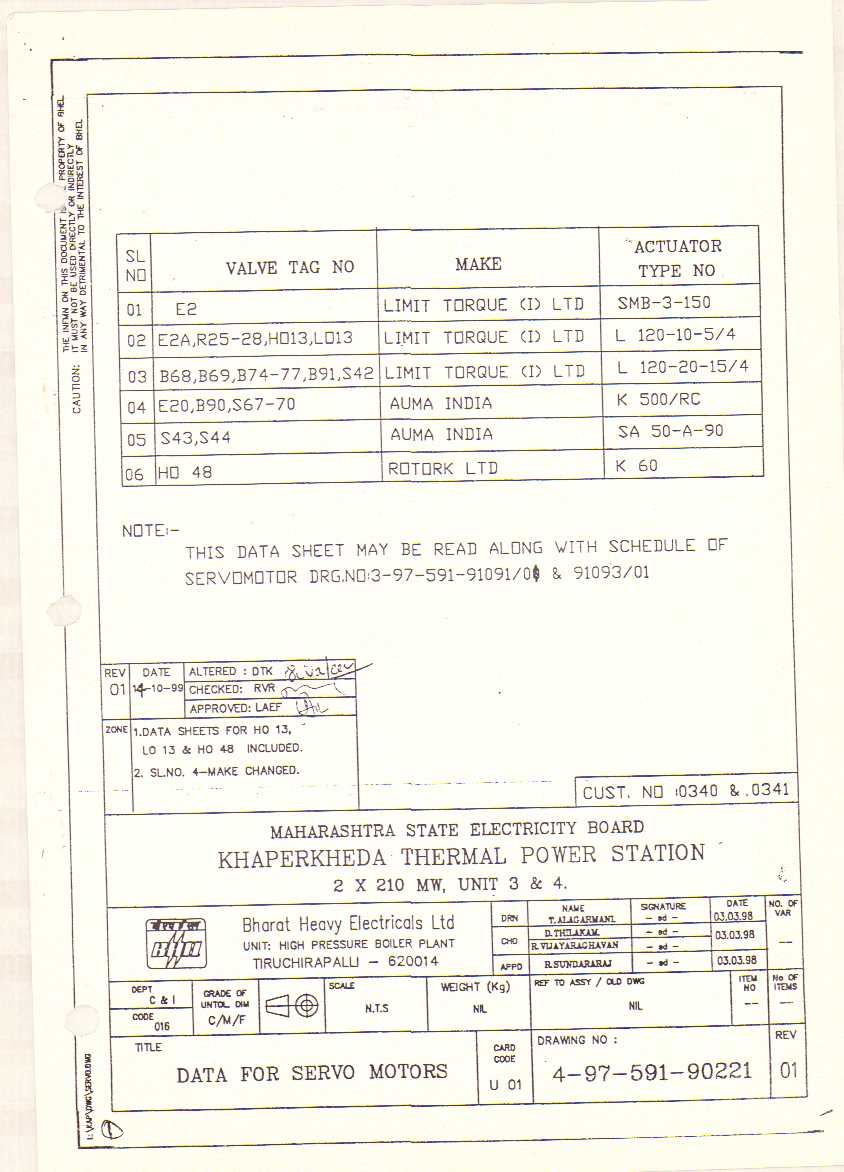 CAUTION: THE INFMN ON THIS DOCUMENT IS PROPERTY OF BHEL
IT MUST NOT BE USED DIRECTLY OR INDIRECTLY
IN ANY WAY DETRIMENTAL TO THE INTEREST OF BHEL
SL NO VALVE TAG NO MAKE ACTUATOR TYPE NO
01 E2 LIMIT TORQUE (I) LTD SMB-3-150
02 E2A,R25-28,HO13,LO13 LIMIT TORQUE (I) LTD L 120-10-5/4
03 B68,B69,B74-77,B91,S42 LIMIT TORQUE (I) LTD L 120-20-15/4
04 E20,B90,S67-70 AUMA INDIA K 500/RC
05 S43,S44 AUMA INDIA SA 50-A-90
06 HO 48 ROTORK LTD K 60
NOTE:-
THIS DATA SHEET MAY BE READ ALONG WITH SCHEDULE OF
SERVOMOTOR DRG.NO:3-97-591-91091/0 & 91093/01
REV DATE ALTERED : DTK
01 14-10-99 CHECKED: RVR
APPROVED: LAEF
ZONE 1.DATA SHEETS FOR HO 13,
LO 13 & HO 48 INCLUDED.
2. SL.NO. 4-MAKE CHANGED.
CUST. NO :0340 & .0341
MAHARASHTRA STATE ELECTRICITY BOARD
KHAPERKHEDA THERMAL POWER STATION
2 X 210 MW, UNIT 3 & 4.
Bharat Heavy Electricals Ltd
UNIT: HIGH PRESSURE BOILER PLANT
TIRUCHIRAPALLI - 620014
NAME SIGNATURE DATE NO. OF VAR
DRN T.ALAGARMANI. - sd - 03.03.98
CHD D.THILAKAM. - sd - 03.03.98 --
R.VIJAYARAGHAVAN - sd -
APPD R.SUNDARARAJ - sd - 03.03.98
DEPT C & I
CODE 016
GRADE OF UNTOL DIM
C/M/F
SCALE
N.T.S
WEIGHT (Kg)
NIL
REF TO ASSY / OLD DWG
NIL
ITEM NO
--
No OF ITEMS
--
TITLE
DATA FOR SERVO MOTORS
CARD CODE
U 01
DRAWING NO :
4-97-591-90221
REV
01
L:\KAP\DWG\SERVO.DWG
1